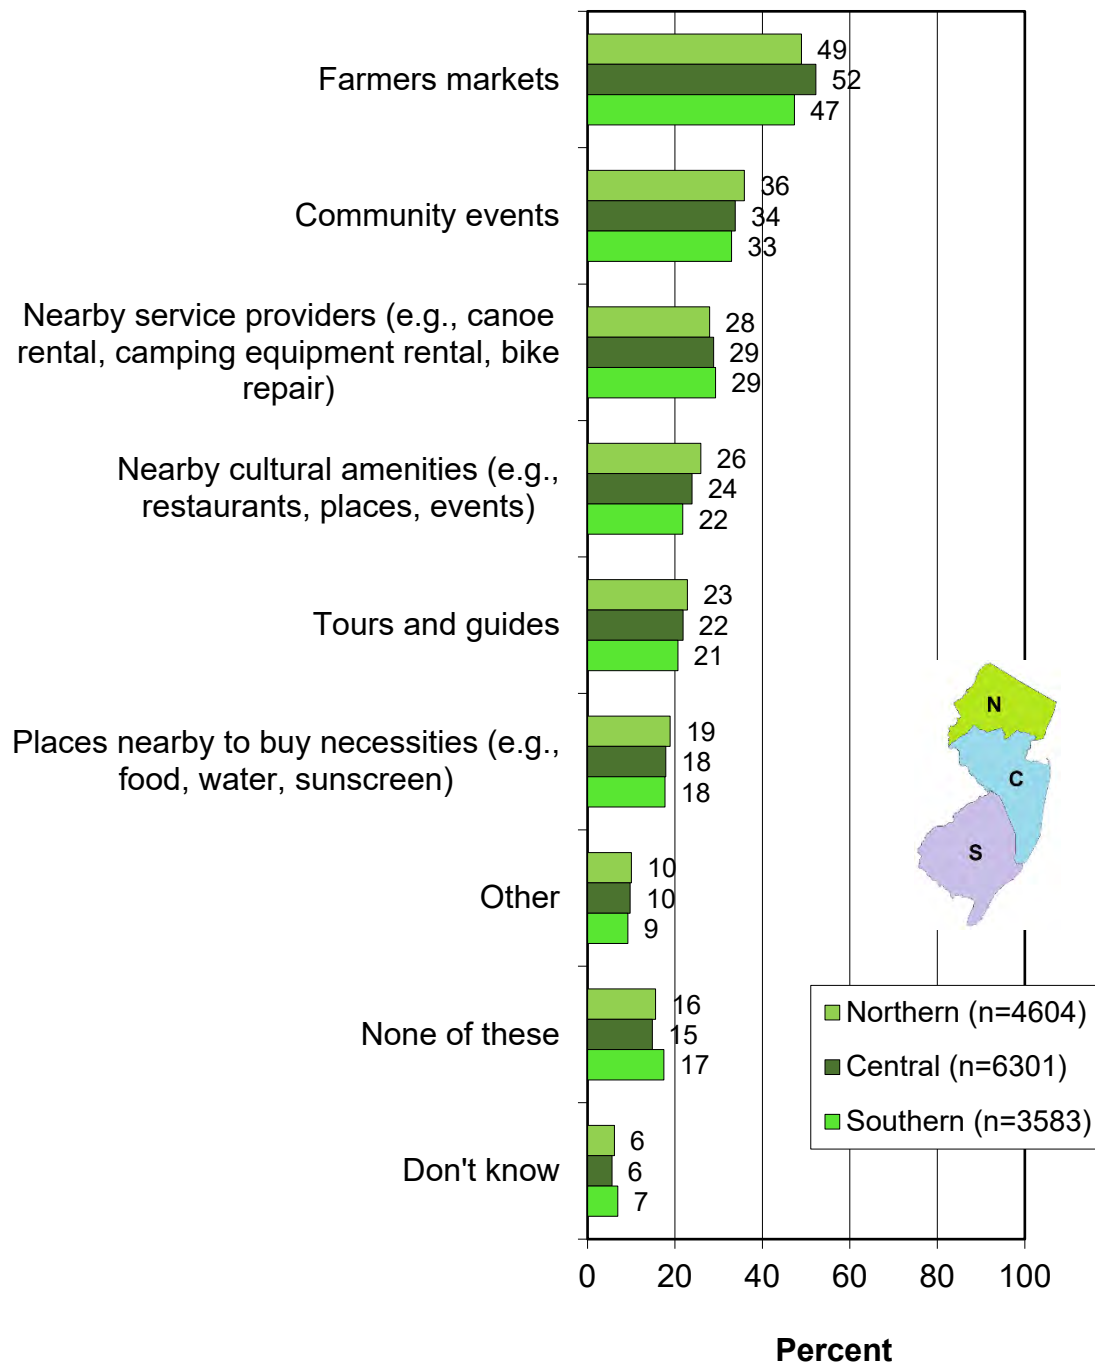 Farmers markets
49
52
47
Community events
36
34
33
Nearby service providers (e.g., canoe
rental, camping equipment rental, bike
repair)
28
29
29
Nearby cultural amenities (e.g.,
restaurants, places, events)
26
24
22
Tours and guides
23
22
21
Places nearby to buy necessities (e.g.,
food, water, sunscreen)
19
18
18
Other
10
10
9
None of these
16
15
17
Don't know
6
6
7
N
C
S
Northern (n=4604)
Central (n=6301)
Southern (n=3583)
0 20 40 60 80 100
Percent